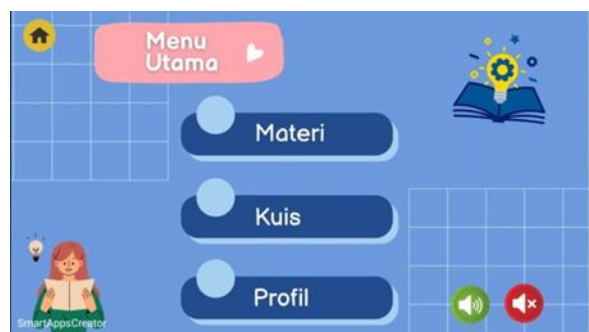 Menu
Utama
Materi
Kuis
Profil
SmartAppsCreator